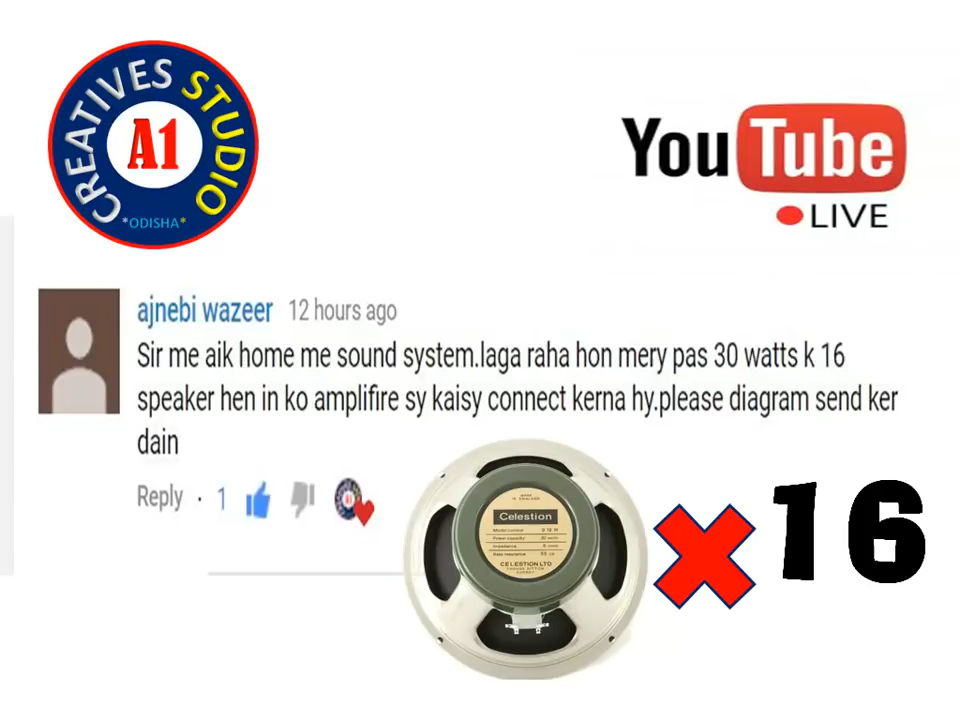 CREATIVES STUDIO
A1
*ODISHA*
YouTube
LIVE
ajnebi wazeer 12 hours ago
Sir me aik home me sound system.laga raha hon mery pas 30 watts k 16
speaker hen in ko amplifire sy kaisy connect kerna hy.please diagram send ker
dain
Reply · 1
Celestion
CELESTION LTD
16